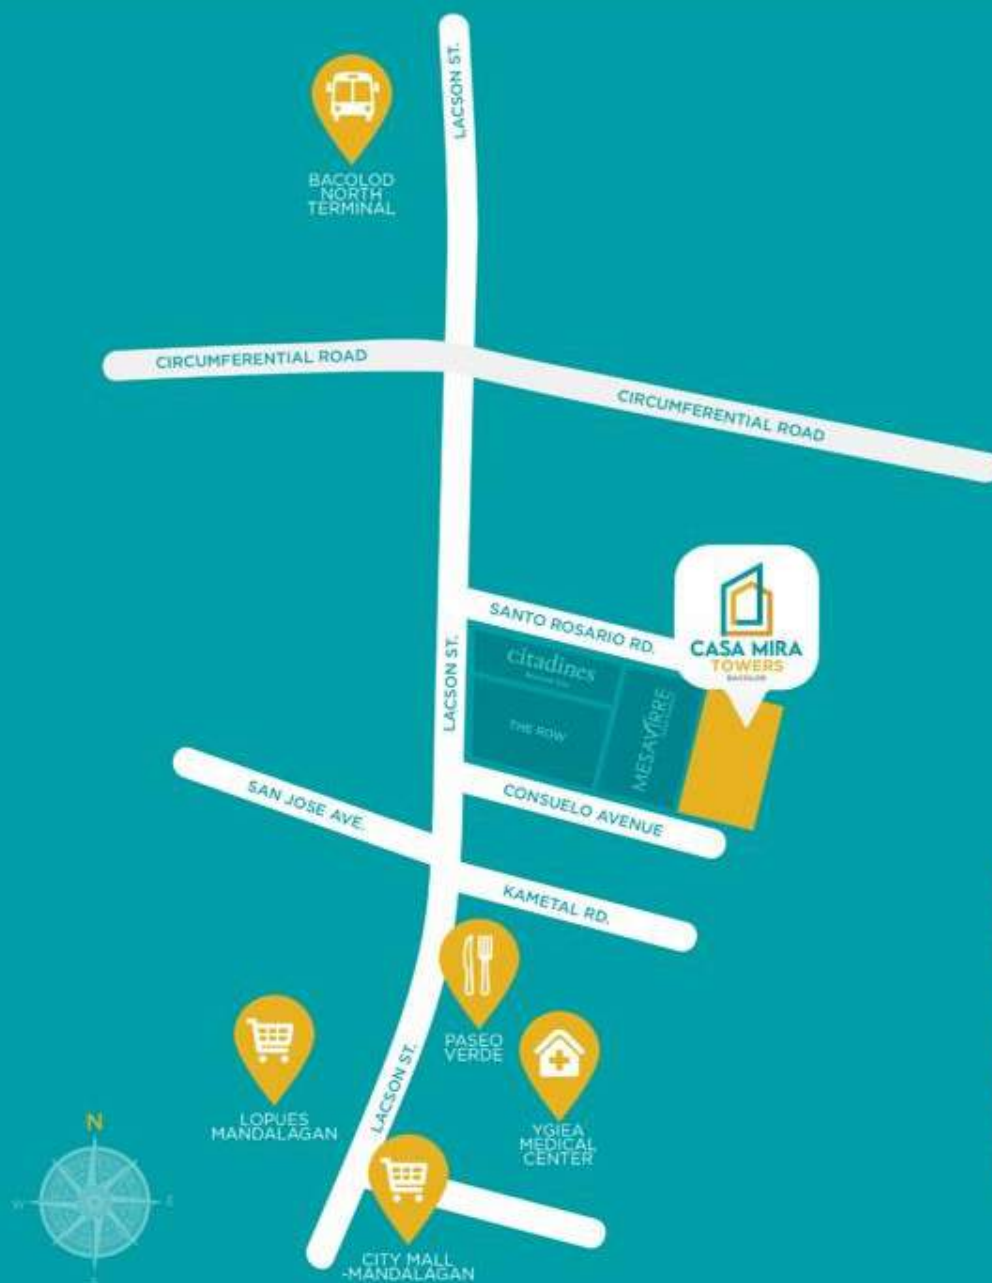 LACSON ST.
BACOLOD
NORTH
TERMINAL
CIRCUMFERENTIAL ROAD
CIRCUMFERENTIAL ROAD
CASA MIRA
TOWERS
BACOLOD
SANTO ROSARIO RD.
citadines
LACSON ST.
THE ROW
MESAVIRRE
SAN JOSE AVE.
CONSUELO AVENUE
KAMETAL RD.
PASEO
VERDE
LACSON ST.
LOPUES
MANDALAGAN
YGIEA
MEDICAL
CENTER
N
W
E
S
CITY MALL
-MANDALAGAN